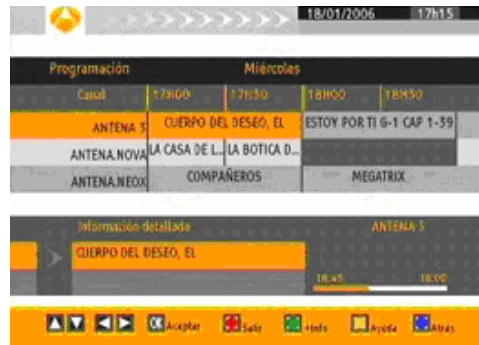 18/01/2006 17h15
Programación Miércoles
Canal 17H00 17H30 18H00 18H30
ANTENA 3 CUERPO DEL DESEO, EL ESTOY POR TI G-1 CAP 1-39
ANTENA.NOVA LA CASA DE L... LA BOTICA D...
ANTENA.NEOX COMPAÑEROS MEGATRIX
Información detallada ANTENA 3
CUERPO DEL DESEO, EL
16:45 18:00
OK Aceptar Salir +Info Ayuda Atrás